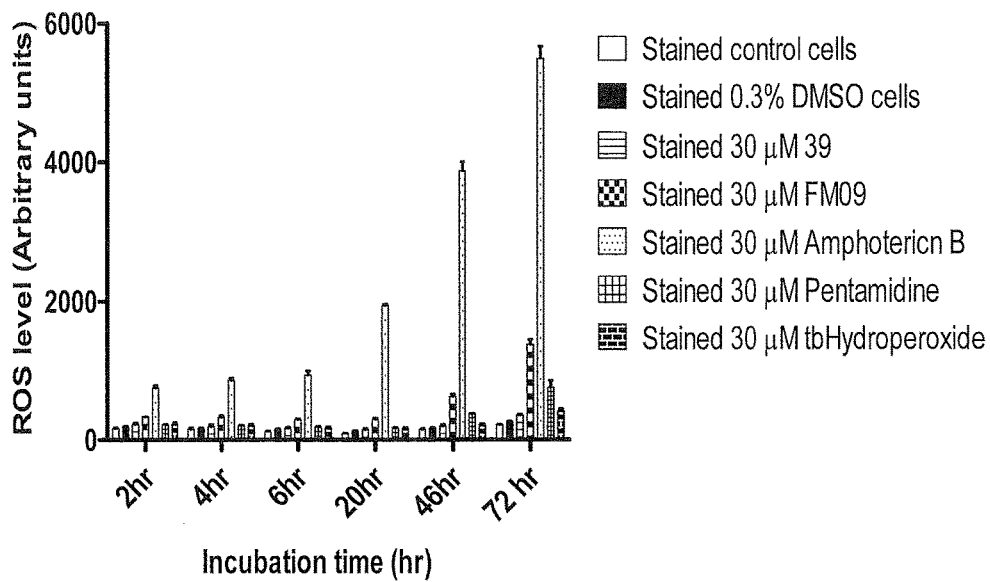 ROS level (Arbitrary units)
6000
4000
2000
0
2hr
4hr
6hr
20hr
46hr
72 hr
Incubation time (hr)
Stained control cells
Stained 0.3% DMSO cells
Stained 30 μM 39
Stained 30 μM FM09
Stained 30 μM Amphotericn B
Stained 30 μM Pentamidine
Stained 30 μM tbHydroperoxide